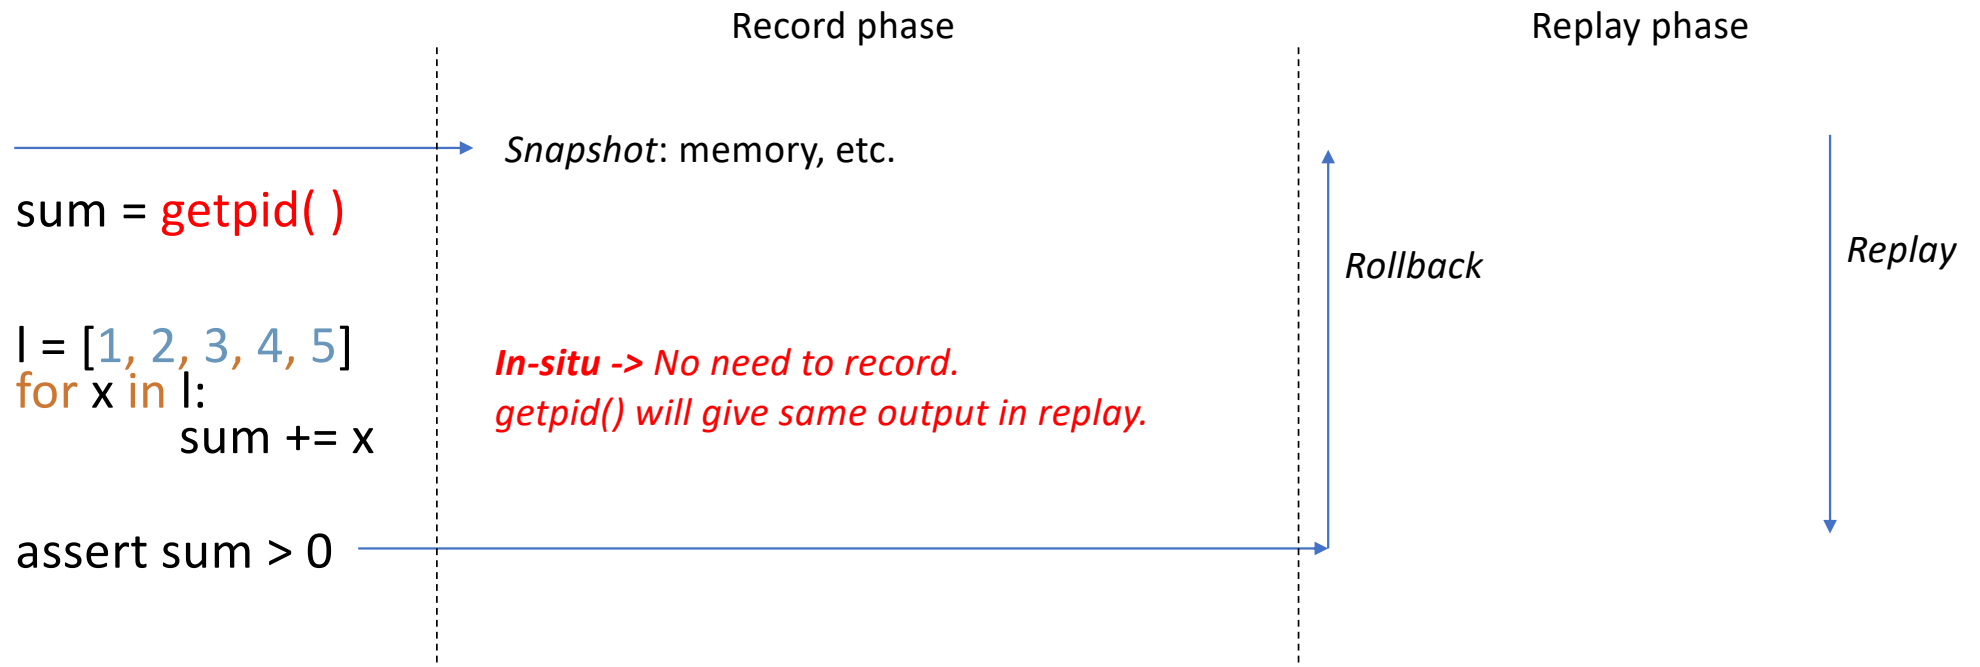 Record phase
Replay phase
Snapshot: memory, etc.
sum = getpid( )
Rollback
Replay
l = [1, 2, 3, 4, 5]
for x in l:
sum += x
In-situ -> No need to record.
getpid() will give same output in replay.
assert sum > 0